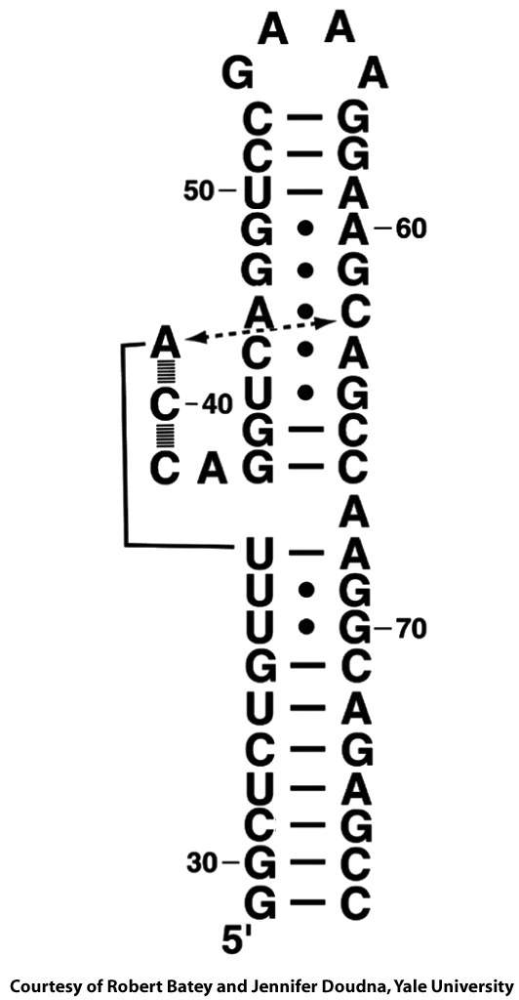 A A
G A
C – G
C – G
50 – U – A
G • A – 60
G • G
A • C
A C • A
C – 40 U • G
G – C
C A G – C
A
U – A
U • G
U • G – 70
G – C
U – A
C – G
U – A
C – G
30 – G – C
G – C
5'
Courtesy of Robert Batey and Jennifer Doudna, Yale University